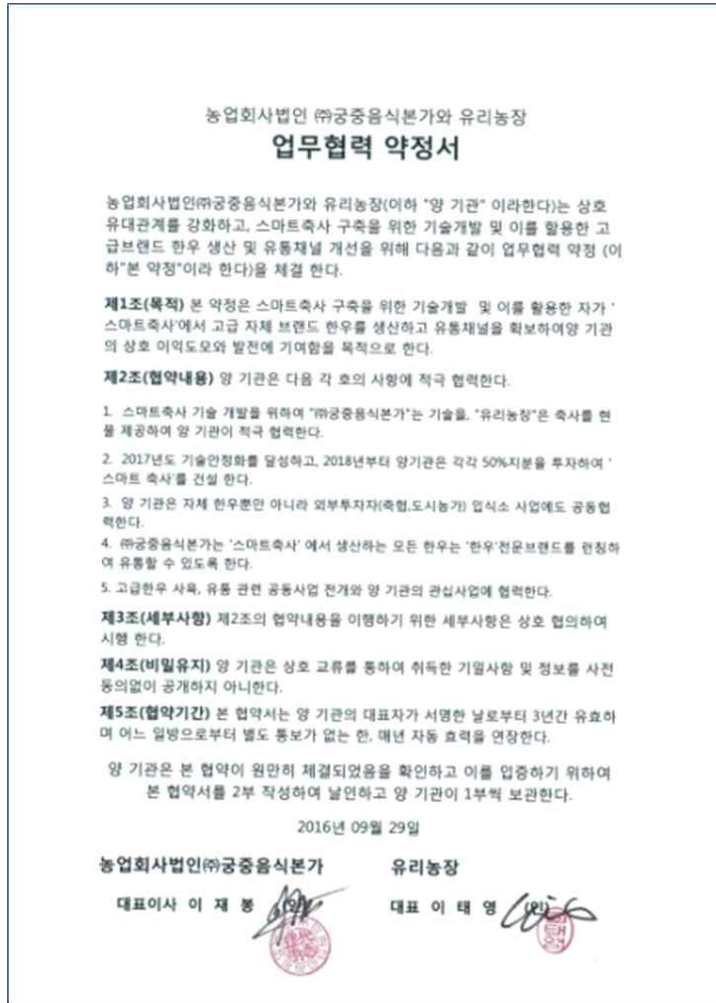 농업회사법인 ㈜궁중음식본가와 유리농장
업무협력 약정서
농업회사법인㈜궁중음식본가와 유리농장(이하 "양 기관" 이라한다)는 상호
유대관계를 강화하고, 스마트축사 구축을 위한 기술개발 및 이를 활용한 고
급브랜드 한우 생산 및 유통채널 개선을 위해 다음과 같이 업무협력 약정 (이
하"본 약정"이라 한다)을 체결 한다.
제1조(목적) 본 약정은 스마트축사 구축을 위한 기술개발 및 이를 활용한 자가 '
스마트축사'에서 고급 자체 브랜드 한우를 생산하고 유통채널을 확보하여양 기관
의 상호 이익도모와 발전에 기여함을 목적으로 한다.
제2조(협약내용) 양 기관은 다음 각 호의 사항에 적극 협력한다.
1. 스마트축사 기술 개발을 위하여 "㈜궁중음식본가"는 기술을, "유리농장"은 축사를 현
물 제공하여 양 기관이 적극 협력한다.
2. 2017년도 기술안정화를 달성하고, 2018년부터 양기관은 각각 50%지분을 투자하여 '
스마트 축사'를 건설 한다.
3. 양 기관은 자체 한우뿐만 아니라 외부투자자(축협,도시농가) 입식소 사업에도 공동협
력한다.
4. ㈜궁중음식본가는 '스마트축사' 에서 생산하는 모든 한우는 '한우'전문브랜드를 런칭하
여 유통할 수 있도록 한다.
5. 고급한우 사육, 유통 관련 공동사업 전개와 양 기관의 관심사업에 협력한다.
제3조(세부사항) 제2조의 협약내용을 이행하기 위한 세부사항은 상호 협의하여
시행 한다.
제4조(비밀유지) 양 기관은 상호 교류를 통하여 취득한 기밀사항 및 정보를 사전
동의없이 공개하지 아니한다.
제5조(협약기간) 본 협약서는 양 기관의 대표자가 서명한 날로부터 3년간 유효하
며 어느 일방으로부터 별도 통보가 없는 한, 매년 자동 효력을 연장한다.
양 기관은 본 협약이 원만히 체결되었음을 확인하고 이를 입증하기 위하여
본 협약서를 2부 작성하여 날인하고 양 기관이 1부씩 보관한다.
2016년 09월 29일
농업회사법인㈜궁중음식본가 유리농장
대표이사 이 재 봉 (인) 대표 이 태 영 (인)